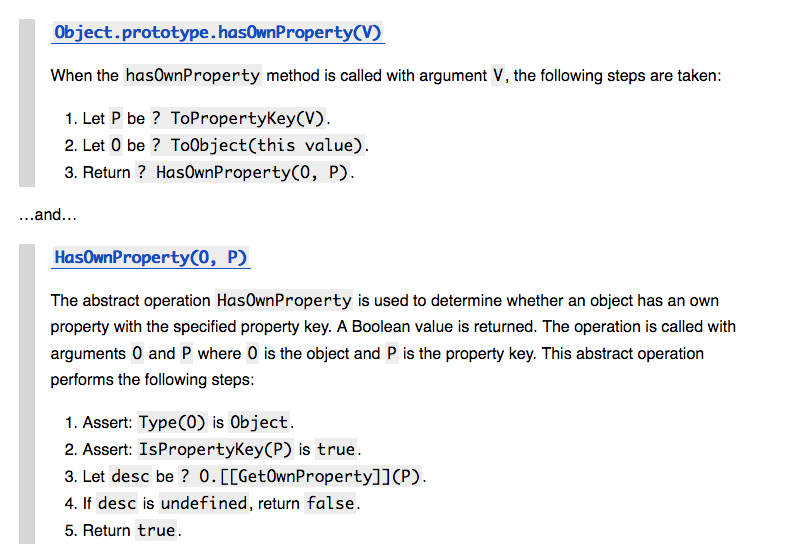 Object.prototype.hasOwnProperty(V)
When the hasOwnProperty method is called with argument V, the following steps are taken:
1. Let P be ? ToPropertyKey(V).
2. Let O be ? ToObject(this value).
3. Return ? HasOwnProperty(O, P).
…and…
HasOwnProperty(O, P)
The abstract operation HasOwnProperty is used to determine whether an object has an own
property with the specified property key. A Boolean value is returned. The operation is called with
arguments O and P where O is the object and P is the property key. This abstract operation
performs the following steps:
1. Assert: Type(O) is Object.
2. Assert: IsPropertyKey(P) is true.
3. Let desc be ? O.[[GetOwnProperty]](P).
4. If desc is undefined, return false.
5. Return true.